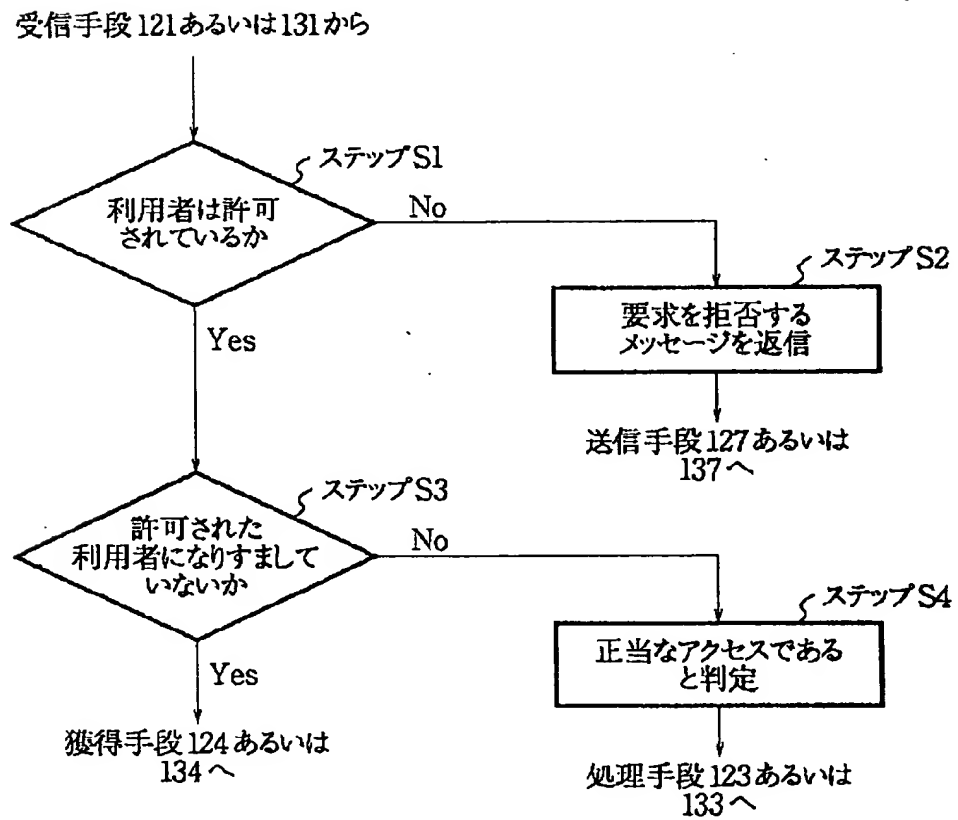 受信手段121あるいは131から
ステップS1
利用者は許可
されているか
No
Yes
ステップS2
要求を拒否する
メッセージを返信
送信手段127あるいは
137へ
ステップS3
許可された
利用者になりすまして
いないか
No
Yes
ステップS4
正当なアクセスである
と判定
獲得手段124あるいは
134へ
処理手段123あるいは
133へ